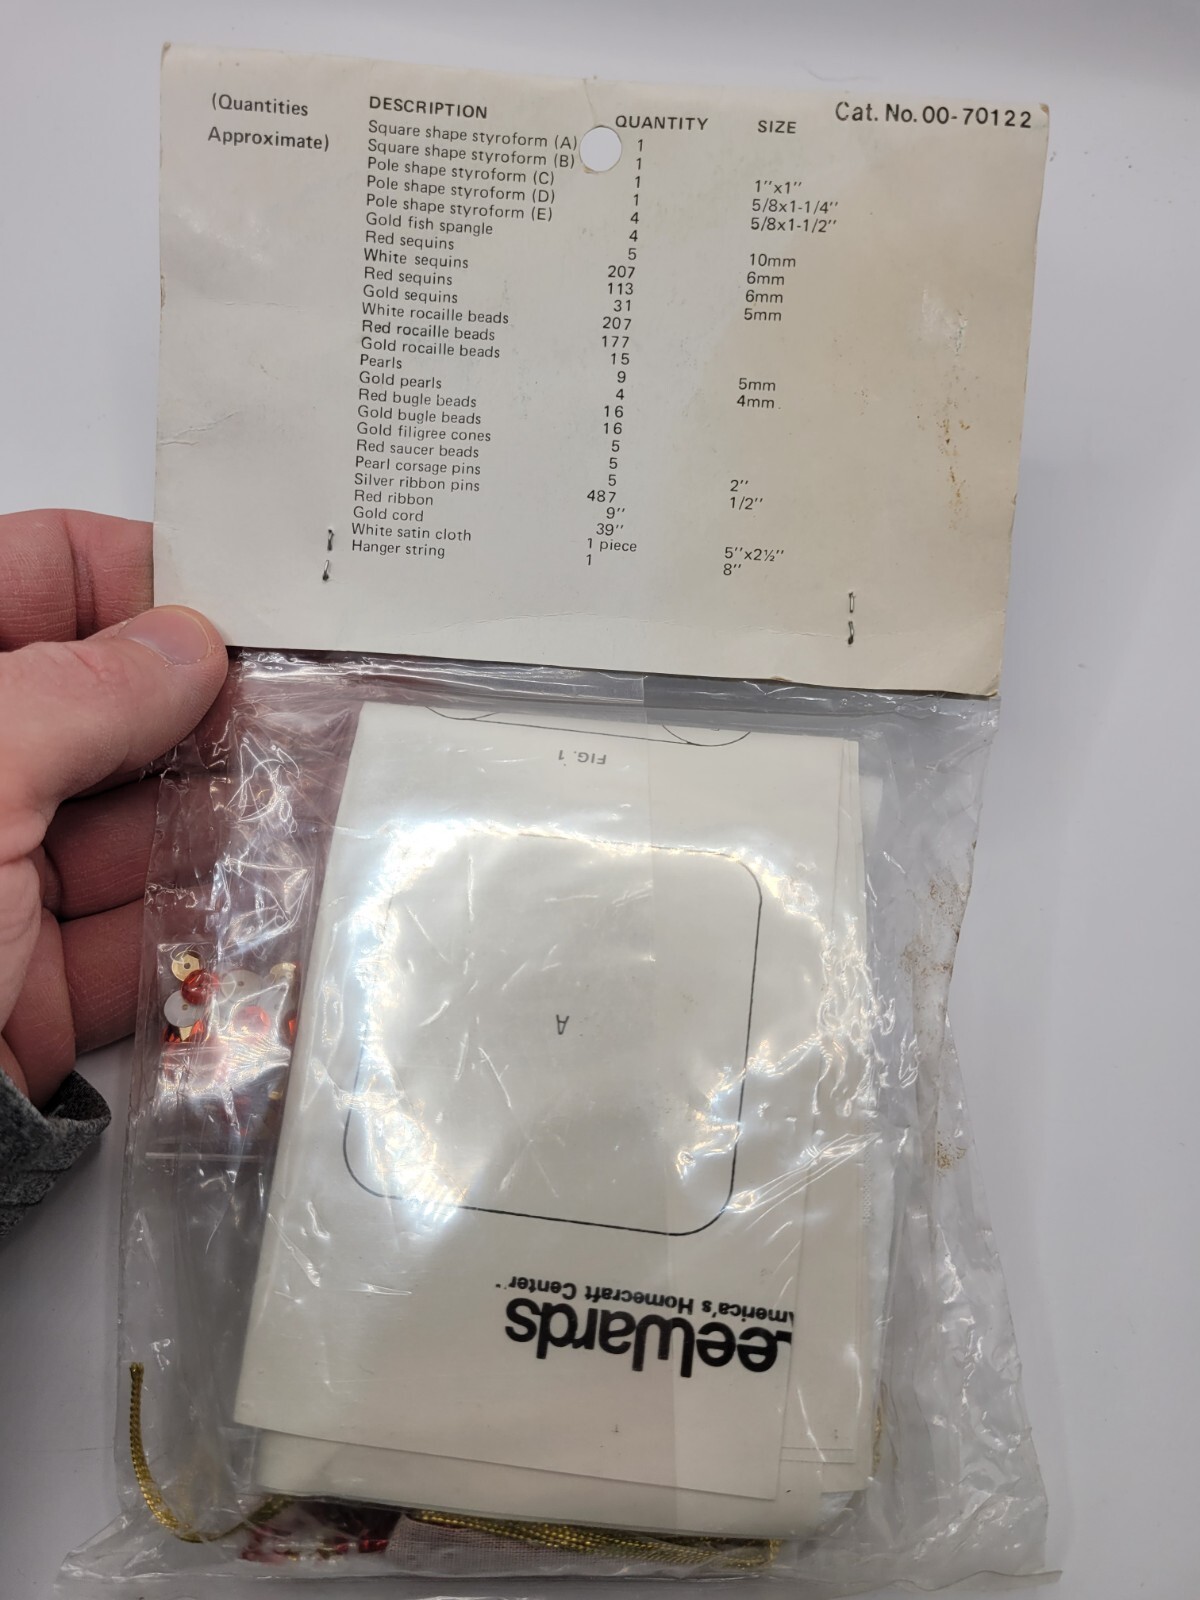 (Quantities Approximate)
Cat. No. 00-70122
DESCRIPTION QUANTITY SIZE
Square shape styroform (A) 1
Square shape styroform (B) 1
Pole shape styroform (C) 1 1"x1"
Pole shape styroform (D) 1 5/8x1-1/4"
Pole shape styroform (E) 4 5/8x1-1/2"
Gold fish spangle 4
Red sequins 5 10mm
White sequins 207 6mm
Red sequins 113 6mm
Gold sequins 31 5mm
White rocaille beads 207
Red rocaille beads 177
Gold rocaille beads 15
Pearls 9 5mm
Gold pearls 4 4mm
Red bugle beads 16
Gold bugle beads 16
Gold filigree cones 5
Red saucer beads 5
Pearl corsage pins 5 2"
Silver ribbon pins 487 1/2"
Red ribbon 9"
Gold cord 39"
White satin cloth 1 piece 5"x2½"
Hanger string 1 8"
FIG. 1
A
America's Homecraft Center™
Leewards